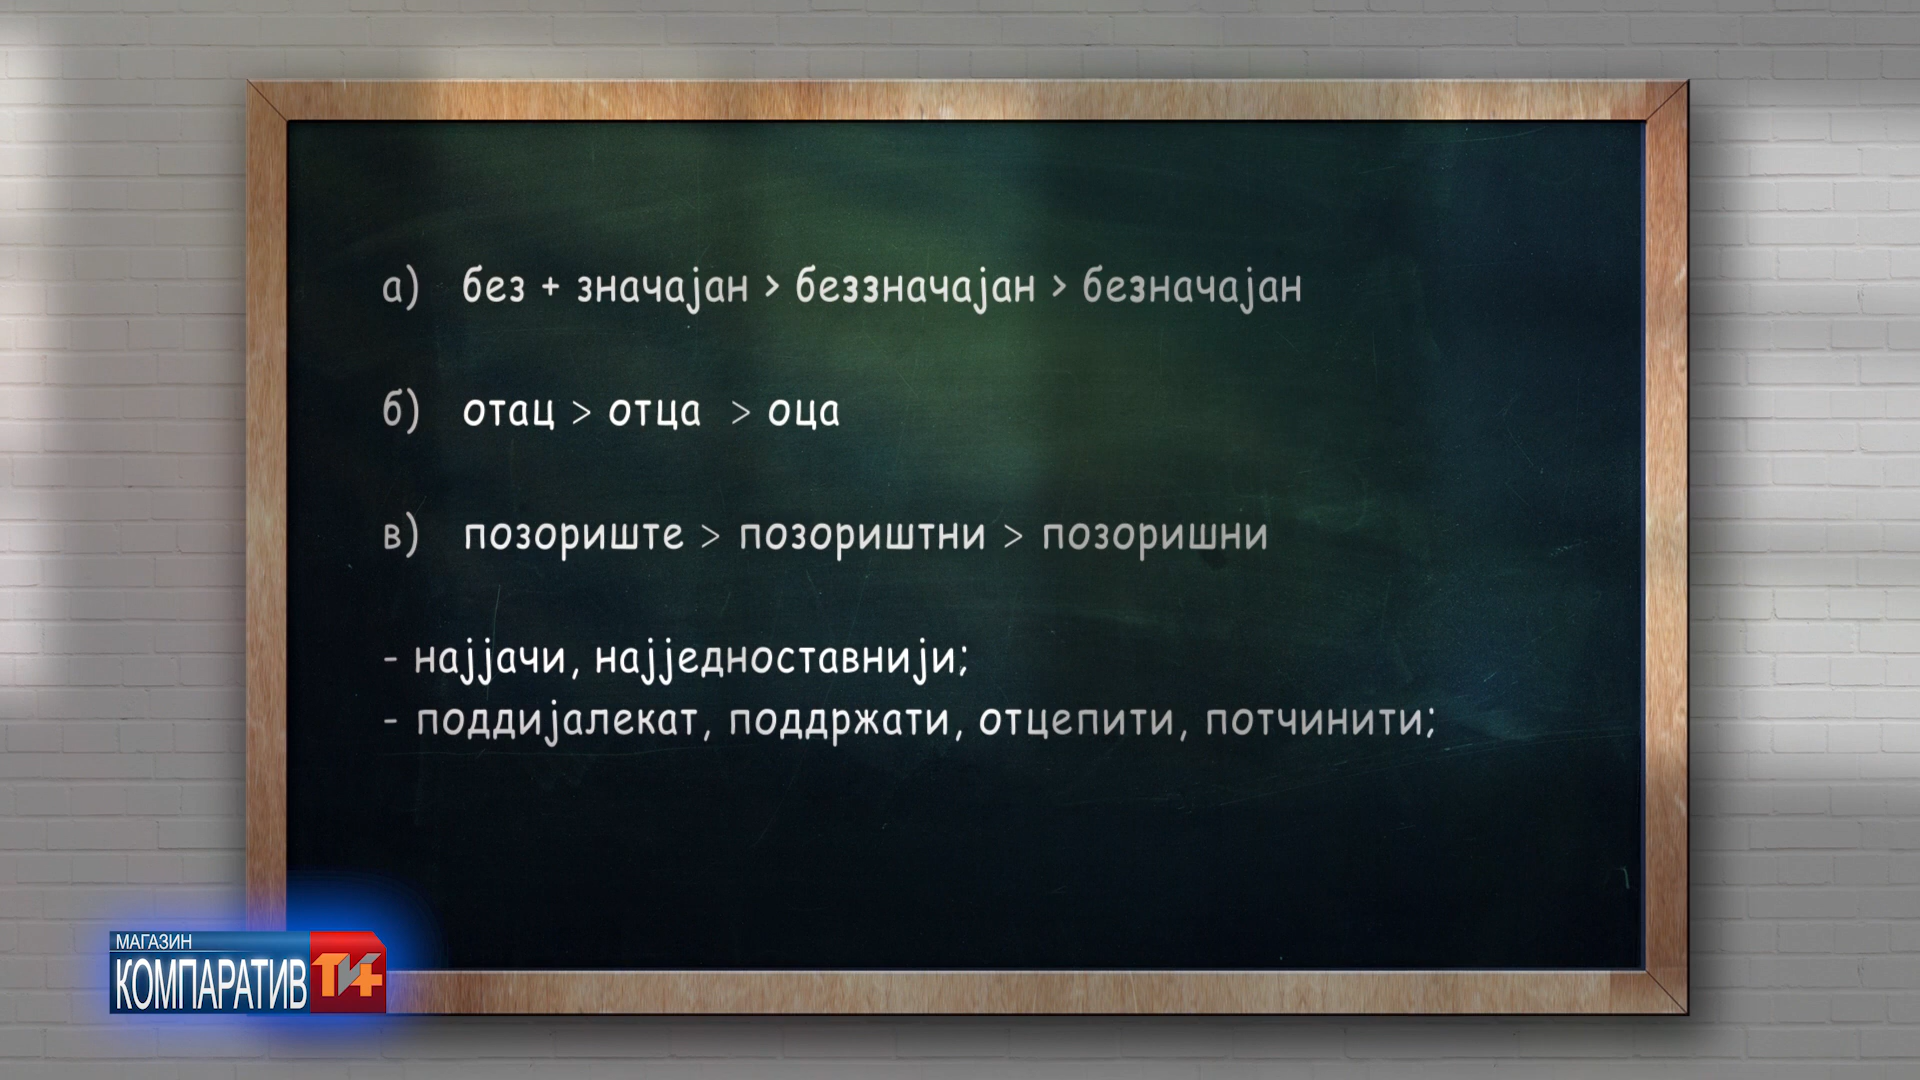 а) без + значајан > беззначајан > безначајан
б) отац > отца > оца
в) позориште > позориштни > позоришни
- најјачи, најједноставнији;
- поддијалекат, поддржати, отцепити, потчинити;
МАГАЗИН
КОМПАРАТИВ